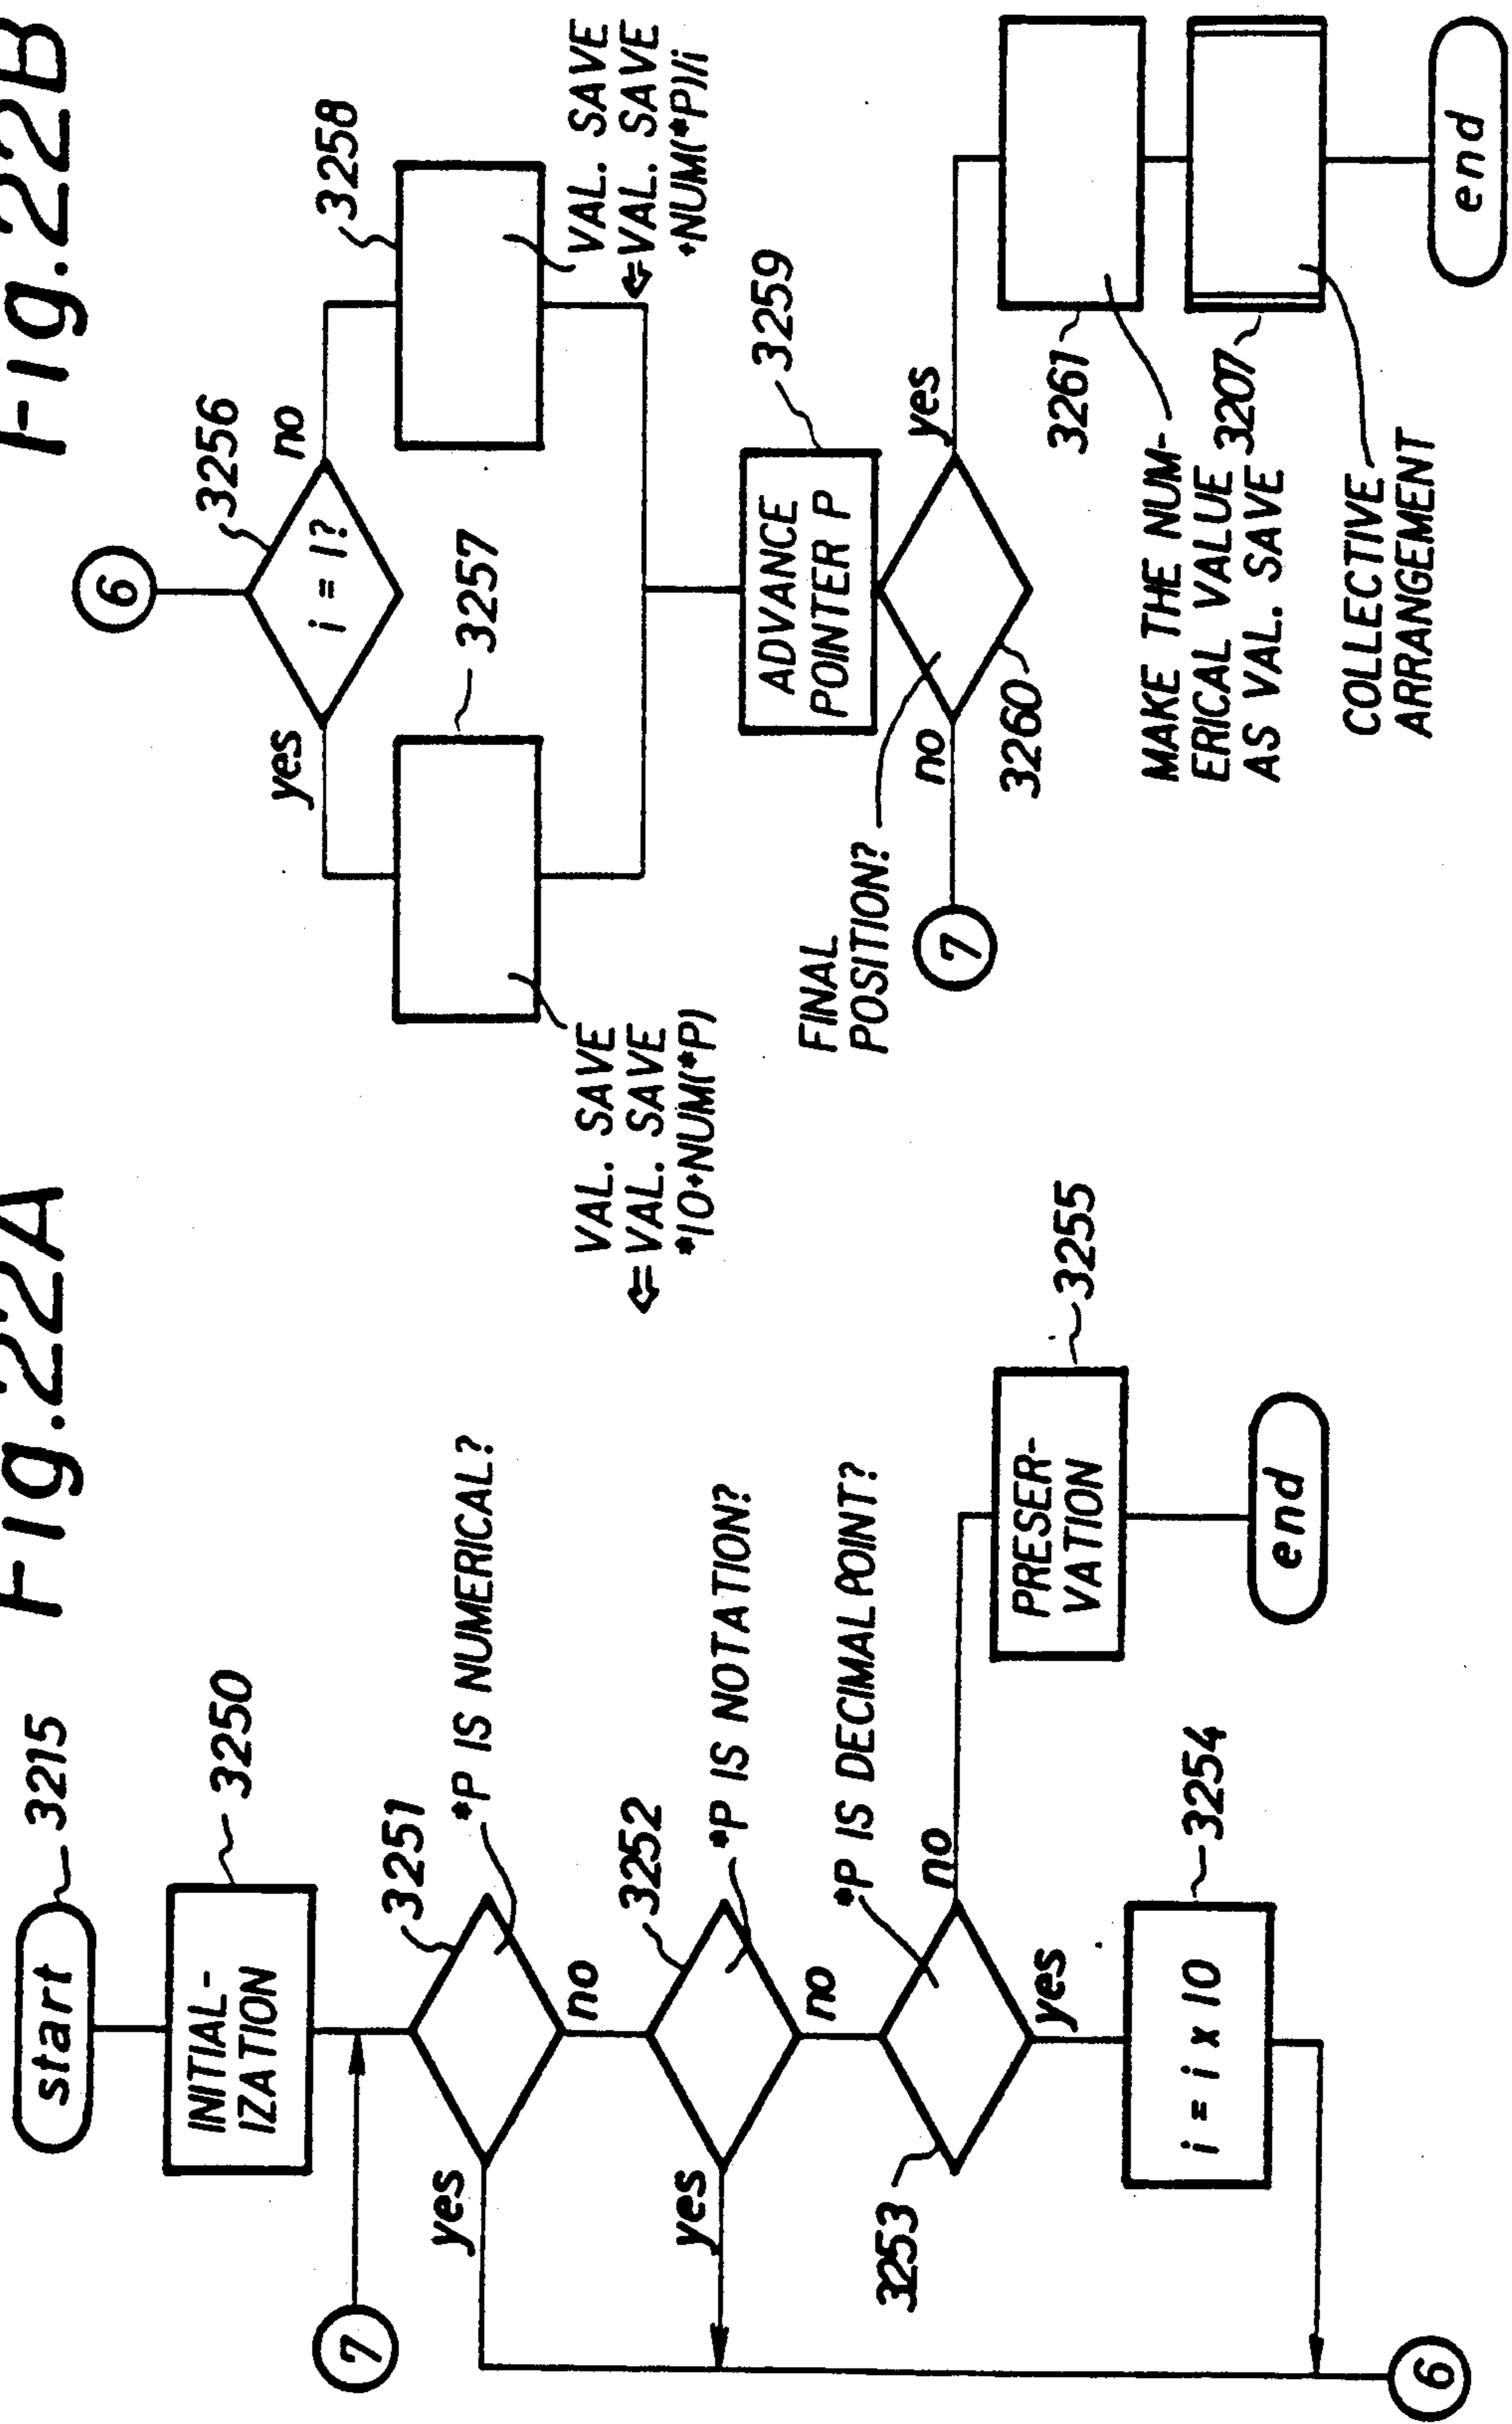 Fig.22A
start
3215
INITIAL-
IZATION
3250
7
3251
*P IS NUMERICAL?
yes
no
3252
*P IS NOTATION?
yes
no
*P IS DECIMAL POINT?
3253
no
yes
PRESER-
VATION
3255
i = i x 10
3254
end
6
Fig.22B
6
3256
i = 1?
yes
no
3257
3258
VAL. SAVE
⇐ VAL. SAVE
*10+NUM(*P)
VAL. SAVE
⇐ VAL. SAVE
+NUM(*P)/i
ADVANCE
POINTER P
3259
FINAL
POSITION?
no
yes
7
3260
3261
MAKE THE NUM-
ERICAL VALUE
AS VAL. SAVE
3207
COLLECTIVE
ARRANGEMENT
end